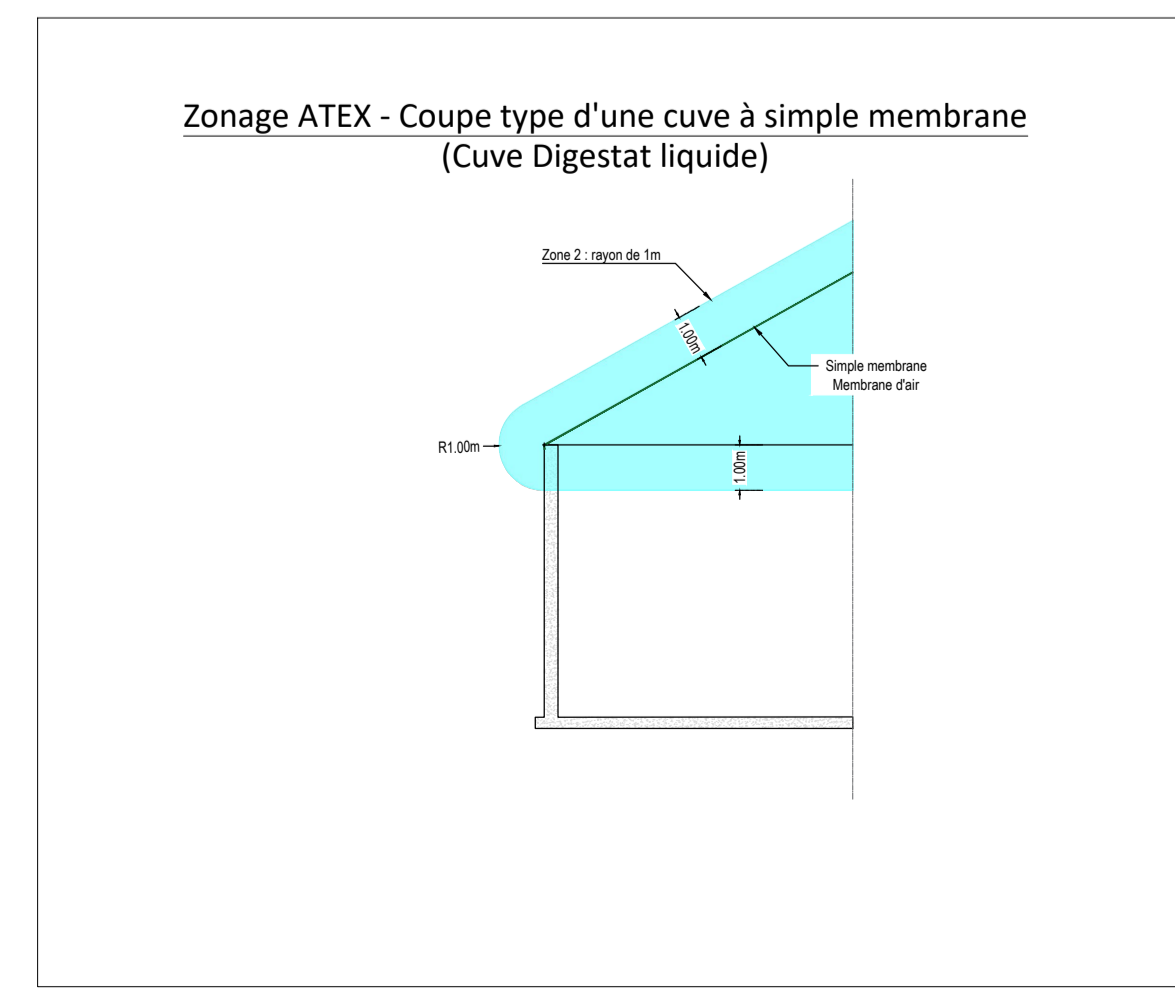 Zonage ATEX - Coupe type d'une cuve à simple membrane
(Cuve Digestat liquide)
Zone 2 : rayon de 1m
1.00m
Simple membrane
Membrane d'air
R1.00m
1.00m